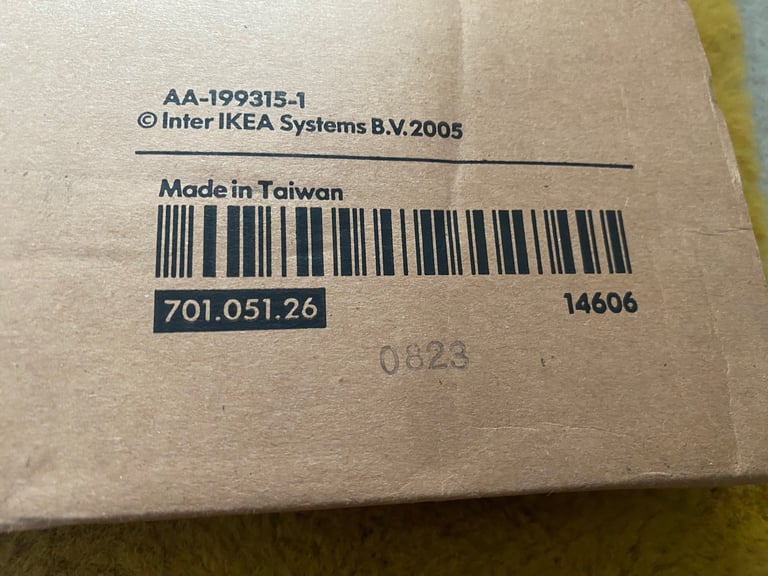 AA-199315-1
© Inter IKEA Systems B.V. 2005
Made in Taiwan
701.051.26 14606
0823